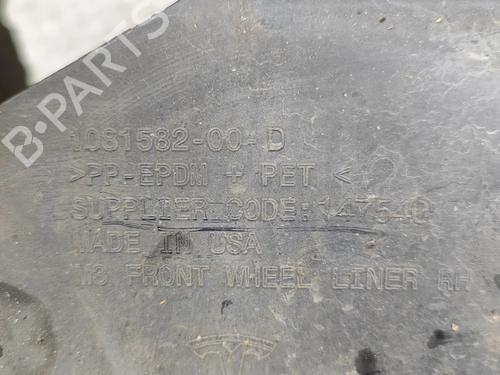 B-PARTS
1081582-00-D
>PP-EPDM + PET <
SUPPLIER CODE:147540
MADE IN USA
M3 FRONT WHEEL LINER RH